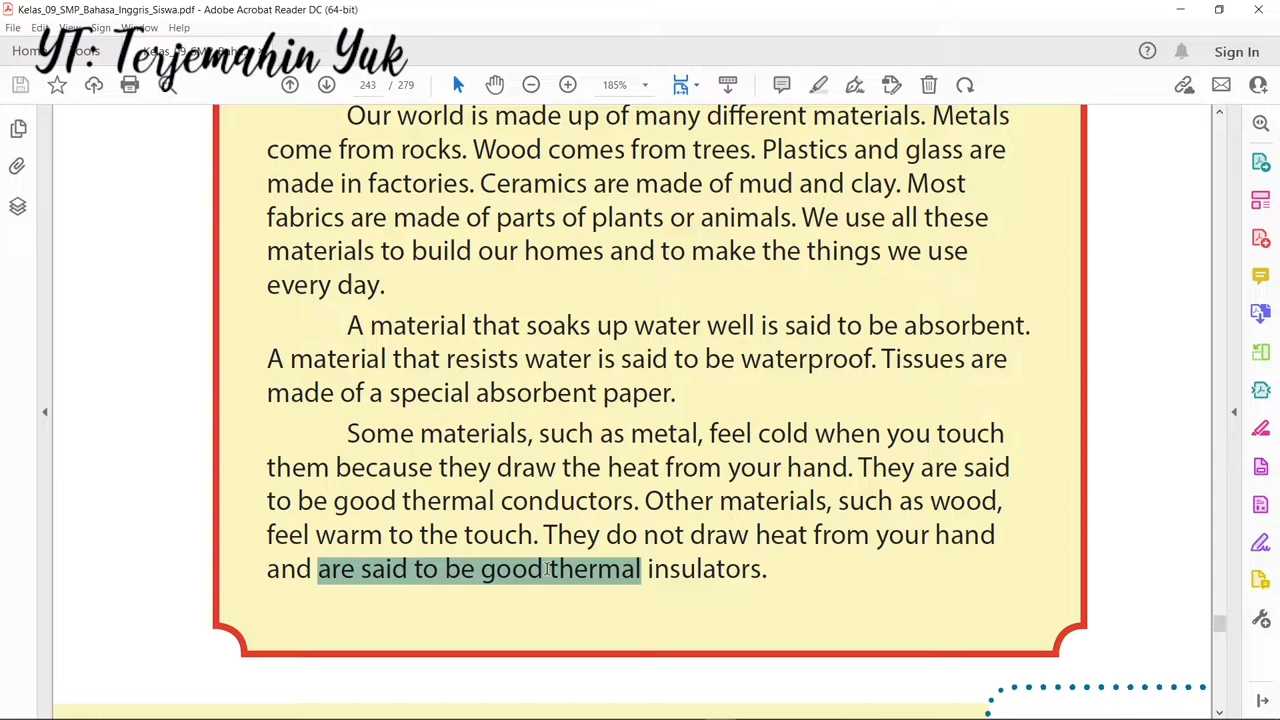 Kelas_09_SMP_Bahasa_Inggris_Siswa.pdf - Adobe Acrobat Reader DC (64-bit)
File Edit View Sign Window Help
YT: Terjemahin Yuk
Sign In
243 / 279
185%
Our world is made up of many different materials. Metals
come from rocks. Wood comes from trees. Plastics and glass are
made in factories. Ceramics are made of mud and clay. Most
fabrics are made of parts of plants or animals. We use all these
materials to build our homes and to make the things we use
every day.
A material that soaks up water well is said to be absorbent.
A material that resists water is said to be waterproof. Tissues are
made of a special absorbent paper.
Some materials, such as metal, feel cold when you touch
them because they draw the heat from your hand. They are said
to be good thermal conductors. Other materials, such as wood,
feel warm to the touch. They do not draw heat from your hand
and are said to be good thermal insulators.